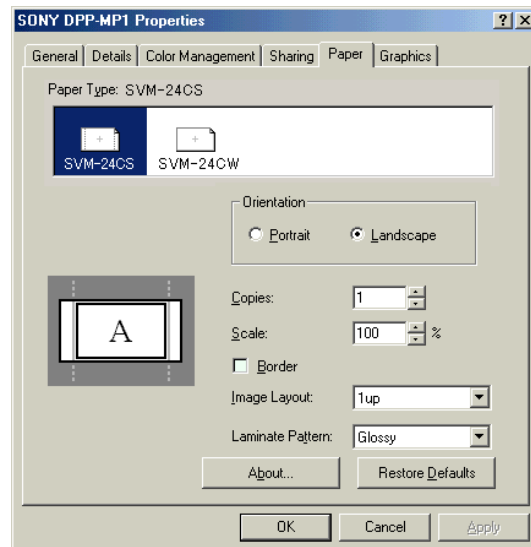 SONY DPP-MP1 Properties
General Details Color Management Sharing Paper Graphics
Paper Type: SVM-24CS
SVM-24CS SVM-24CW
Orientation
Portrait Landscape
A
Copies: 1
Scale: 100 %
Border
Image Layout: 1up
Laminate Pattern: Glossy
About... Restore Defaults
OK Cancel Apply